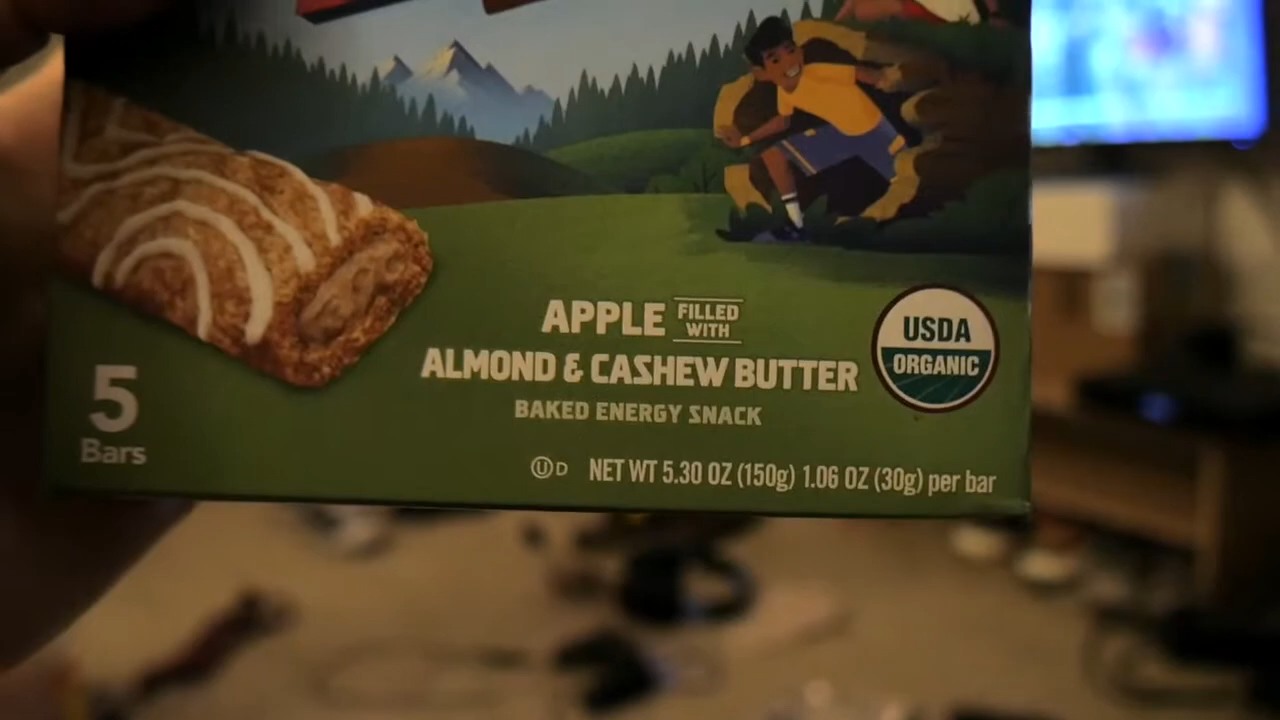 APPLE FILLED WITH
ALMOND & CASHEW BUTTER
BAKED ENERGY SNACK
USDA
ORGANIC
5
Bars
UD NET WT 5.30 OZ (150g) 1.06 OZ (30g) per bar